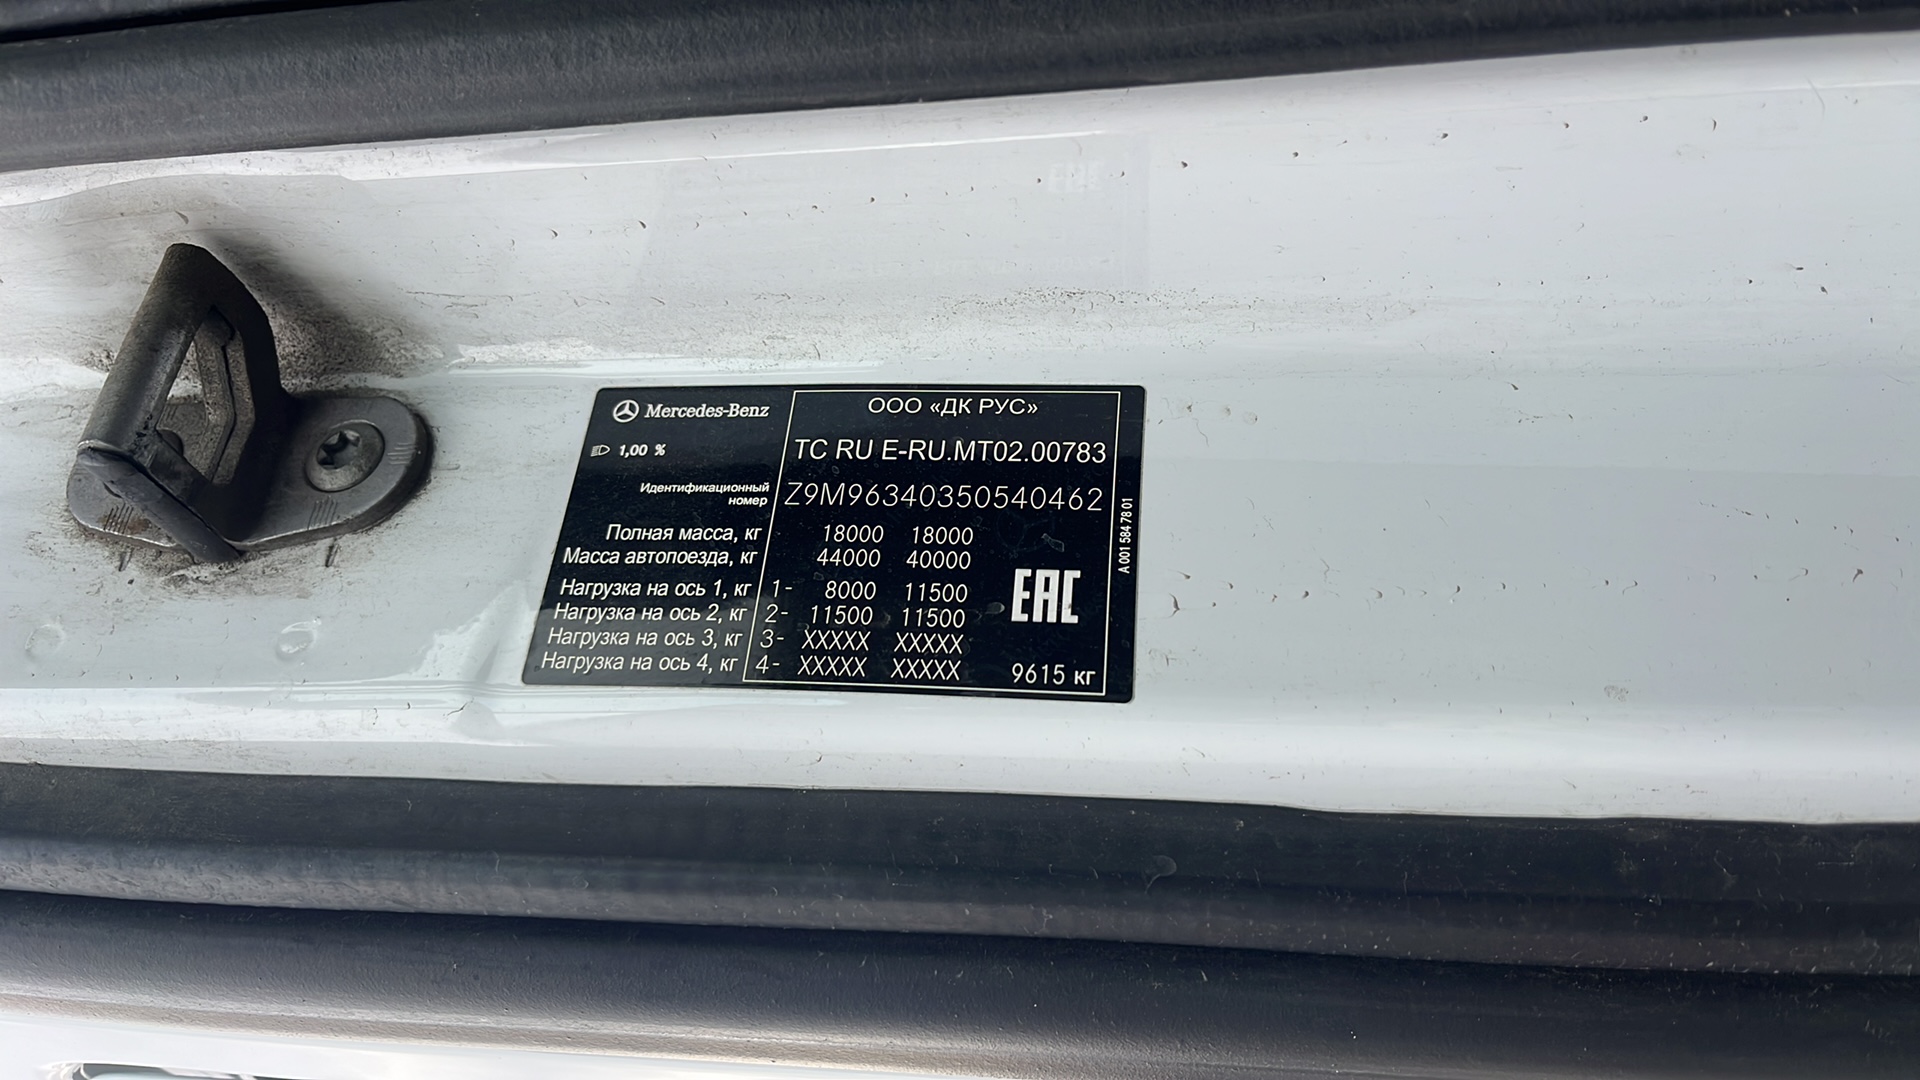 Mercedes-Benz
ООО «ДК РУС»
1,00 %
TC RU E-RU.MT02.00783
Идентификационный
номер
Z9M96340350540462
Полная масса, кг 18000 18000
Масса автопоезда, кг 44000 40000
Нагрузка на ось 1, кг 1- 8000 11500
Нагрузка на ось 2, кг 2- 11500 11500
Нагрузка на ось 3, кг 3- XXXXX XXXXX
Нагрузка на ось 4, кг 4- XXXXX XXXXX
EAC
9615 кг
A 001 584 78 01